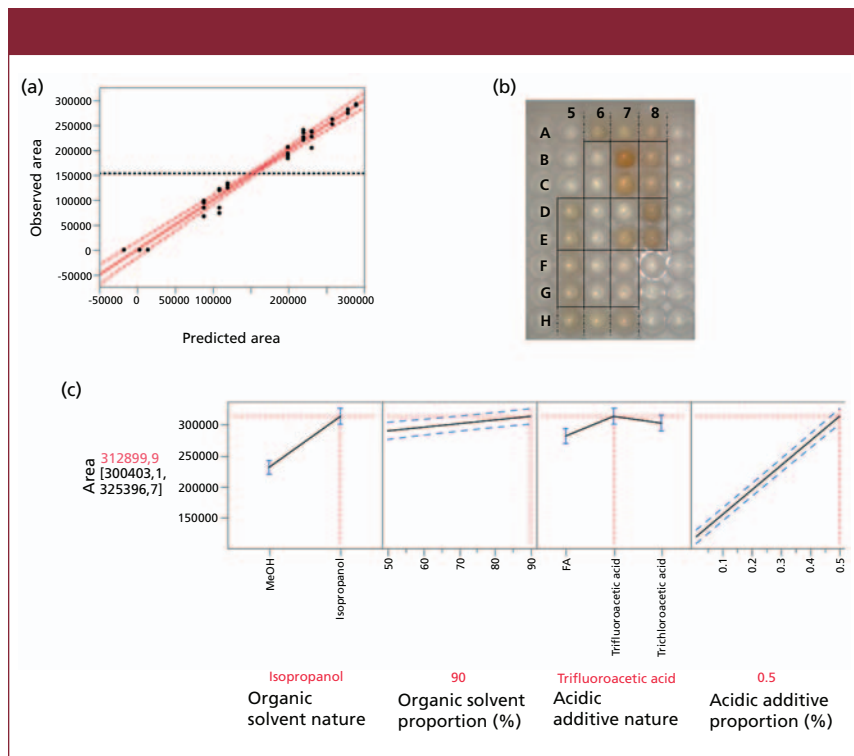 (a)
300000
250000
200000
150000
100000
50000
0
-50000
Observed area
-50000 0 50000 100000 200000 300000
Predicted area
(b)
5 6 7 8
A
B
C
D
E
F
G
H
(c)
Area
312899,9
[300403,1,
325396,7]
300000
250000
200000
150000
MeOH
Isopropanol
50
60
70
80
90
FA
Trifluoroacetic acid
Trichloroacetic acid
0.1
0.2
0.3
0.4
0.5
Isopropanol
Organic
solvent nature
90
Organic solvent
proportion (%)
Trifluoroacetic acid
Acidic
additive nature
0.5
Acidic additive
proportion (%)